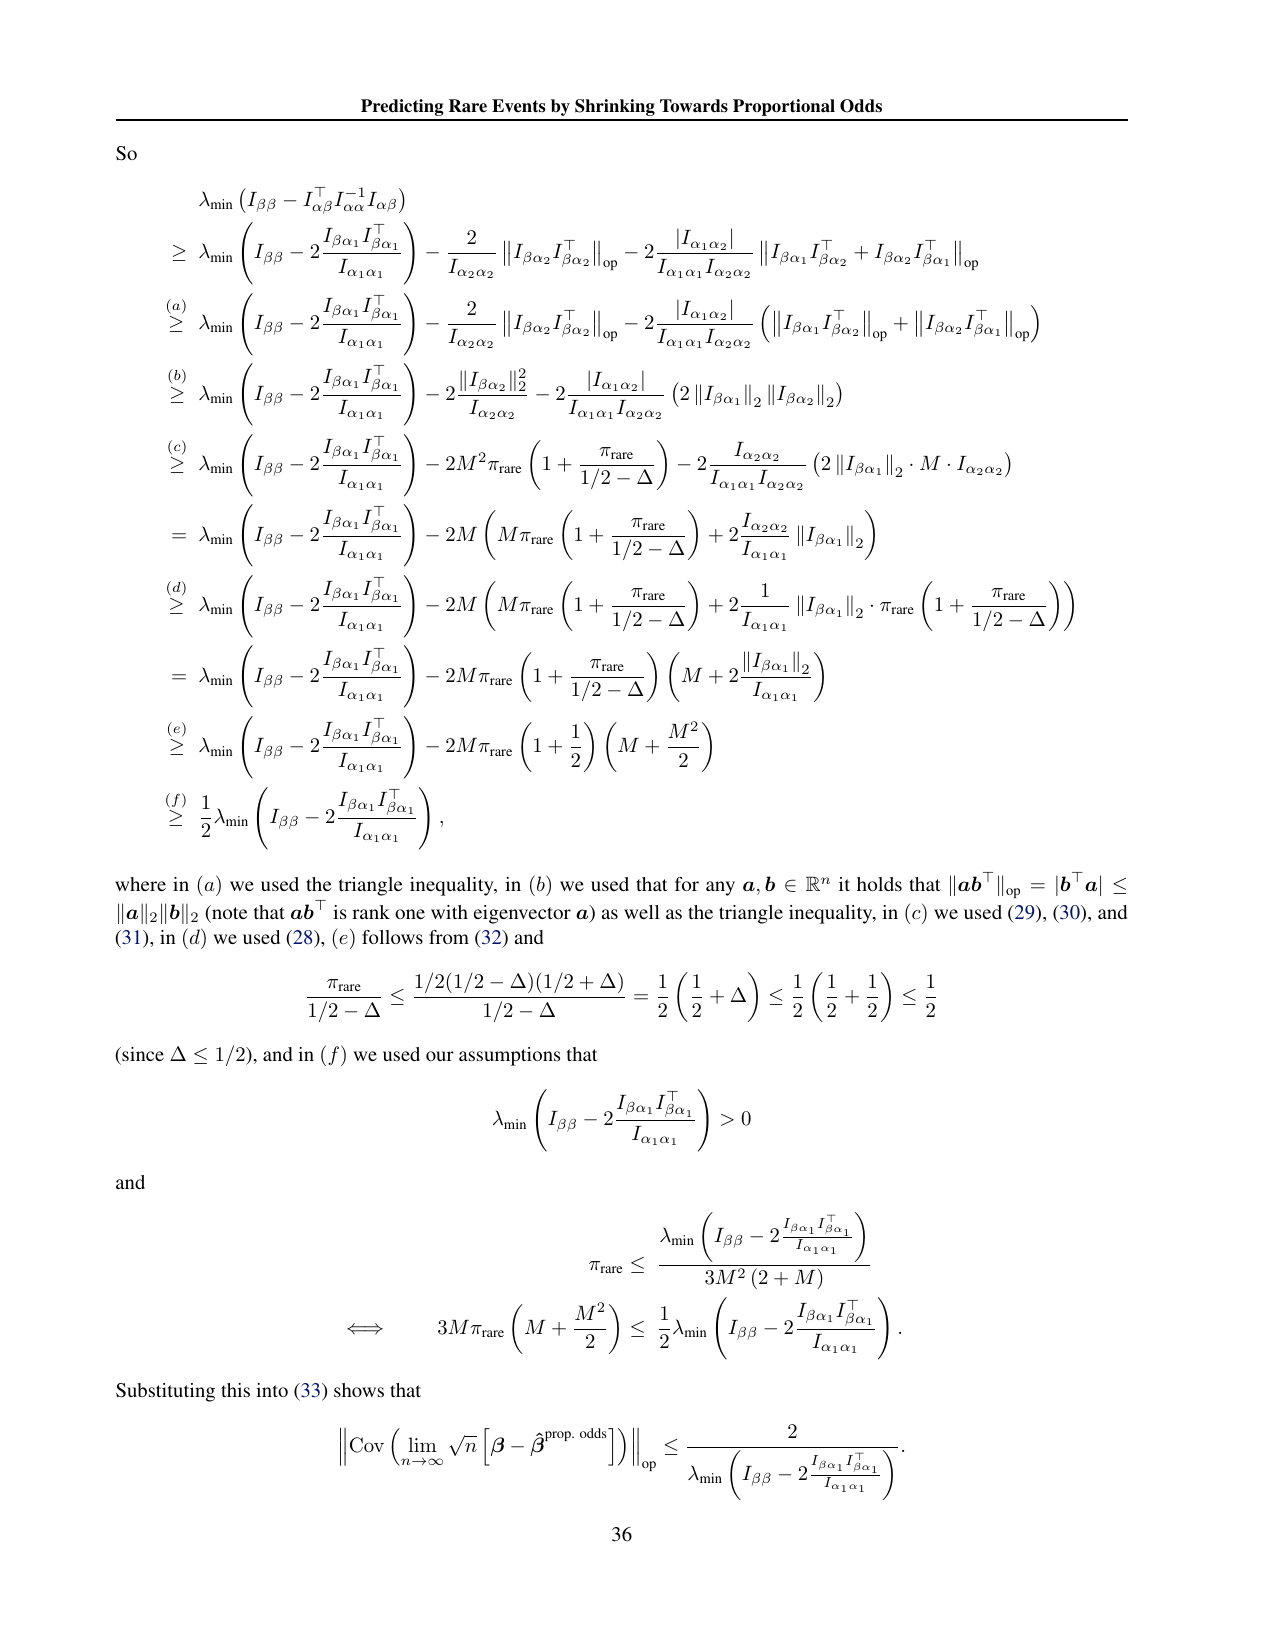 Predicting Rare Events by Shrinking Towards Proportional Odds
So
$\lambda_{\min}\left(I_{\beta\beta} - I_{\alpha\beta}^\top I_{\alpha\alpha}^{-1} I_{\alpha\beta}\right)$
$\geq \lambda_{\min}\left(I_{\beta\beta} - 2\frac{I_{\beta\alpha_1} I_{\beta\alpha_1}^\top}{I_{\alpha_1\alpha_1}}\right) - \frac{2}{I_{\alpha_2\alpha_2}} \left\|I_{\beta\alpha_2} I_{\beta\alpha_2}^\top\right\|_{\text{op}} - 2\frac{|I_{\alpha_1\alpha_2}|}{I_{\alpha_1\alpha_1} I_{\alpha_2\alpha_2}} \left\|I_{\beta\alpha_1} I_{\beta\alpha_2}^\top + I_{\beta\alpha_2} I_{\beta\alpha_1}^\top\right\|_{\text{op}}$
$\overset{(a)}{\geq} \lambda_{\min}\left(I_{\beta\beta} - 2\frac{I_{\beta\alpha_1} I_{\beta\alpha_1}^\top}{I_{\alpha_1\alpha_1}}\right) - \frac{2}{I_{\alpha_2\alpha_2}} \left\|I_{\beta\alpha_2} I_{\beta\alpha_2}^\top\right\|_{\text{op}} - 2\frac{|I_{\alpha_1\alpha_2}|}{I_{\alpha_1\alpha_1} I_{\alpha_2\alpha_2}} \left(\left\|I_{\beta\alpha_1} I_{\beta\alpha_2}^\top\right\|_{\text{op}} + \left\|I_{\beta\alpha_2} I_{\beta\alpha_1}^\top\right\|_{\text{op}}\right)$
$\overset{(b)}{\geq} \lambda_{\min}\left(I_{\beta\beta} - 2\frac{I_{\beta\alpha_1} I_{\beta\alpha_1}^\top}{I_{\alpha_1\alpha_1}}\right) - 2\frac{\|I_{\beta\alpha_2}\|_2^2}{I_{\alpha_2\alpha_2}} - 2\frac{|I_{\alpha_1\alpha_2}|}{I_{\alpha_1\alpha_1} I_{\alpha_2\alpha_2}} \left(2\|I_{\beta\alpha_1}\|_2 \|I_{\beta\alpha_2}\|_2\right)$
$\overset{(c)}{\geq} \lambda_{\min}\left(I_{\beta\beta} - 2\frac{I_{\beta\alpha_1} I_{\beta\alpha_1}^\top}{I_{\alpha_1\alpha_1}}\right) - 2M^2\pi_{\text{rare}}\left(1 + \frac{\pi_{\text{rare}}}{1/2 - \Delta}\right) - 2\frac{I_{\alpha_2\alpha_2}}{I_{\alpha_1\alpha_1} I_{\alpha_2\alpha_2}} \left(2\|I_{\beta\alpha_1}\|_2 \cdot M \cdot I_{\alpha_2\alpha_2}\right)$
$= \lambda_{\min}\left(I_{\beta\beta} - 2\frac{I_{\beta\alpha_1} I_{\beta\alpha_1}^\top}{I_{\alpha_1\alpha_1}}\right) - 2M\left(M\pi_{\text{rare}}\left(1 + \frac{\pi_{\text{rare}}}{1/2 - \Delta}\right) + 2\frac{I_{\alpha_2\alpha_2}}{I_{\alpha_1\alpha_1}} \|I_{\beta\alpha_1}\|_2\right)$
$\overset{(d)}{\geq} \lambda_{\min}\left(I_{\beta\beta} - 2\frac{I_{\beta\alpha_1} I_{\beta\alpha_1}^\top}{I_{\alpha_1\alpha_1}}\right) - 2M\left(M\pi_{\text{rare}}\left(1 + \frac{\pi_{\text{rare}}}{1/2 - \Delta}\right) + 2\frac{1}{I_{\alpha_1\alpha_1}} \|I_{\beta\alpha_1}\|_2 \cdot \pi_{\text{rare}}\left(1 + \frac{\pi_{\text{rare}}}{1/2 - \Delta}\right)\right)$
$= \lambda_{\min}\left(I_{\beta\beta} - 2\frac{I_{\beta\alpha_1} I_{\beta\alpha_1}^\top}{I_{\alpha_1\alpha_1}}\right) - 2M\pi_{\text{rare}}\left(1 + \frac{\pi_{\text{rare}}}{1/2 - \Delta}\right)\left(M + 2\frac{\|I_{\beta\alpha_1}\|_2}{I_{\alpha_1\alpha_1}}\right)$
$\overset{(e)}{\geq} \lambda_{\min}\left(I_{\beta\beta} - 2\frac{I_{\beta\alpha_1} I_{\beta\alpha_1}^\top}{I_{\alpha_1\alpha_1}}\right) - 2M\pi_{\text{rare}}\left(1 + \frac{1}{2}\right)\left(M + \frac{M^2}{2}\right)$
$\overset{(f)}{\geq} \frac{1}{2}\lambda_{\min}\left(I_{\beta\beta} - 2\frac{I_{\beta\alpha_1} I_{\beta\alpha_1}^\top}{I_{\alpha_1\alpha_1}}\right),$
where in $(a)$ we used the triangle inequality, in $(b)$ we used that for any $\boldsymbol{a}, \boldsymbol{b} \in \mathbb{R}^n$ it holds that $\|\boldsymbol{a}\boldsymbol{b}^\top\|_{\text{op}} = |\boldsymbol{b}^\top \boldsymbol{a}| \leq$
$\|\boldsymbol{a}\|_2 \|\boldsymbol{b}\|_2$ (note that $\boldsymbol{a}\boldsymbol{b}^\top$ is rank one with eigenvector $\boldsymbol{a}$) as well as the triangle inequality, in $(c)$ we used (29), (30), and
(31), in $(d)$ we used (28), $(e)$ follows from (32) and
$\frac{\pi_{\text{rare}}}{1/2 - \Delta} \leq \frac{1/2(1/2 - \Delta)(1/2 + \Delta)}{1/2 - \Delta} = \frac{1}{2}\left(\frac{1}{2} + \Delta\right) \leq \frac{1}{2}\left(\frac{1}{2} + \frac{1}{2}\right) \leq \frac{1}{2}$
(since $\Delta \leq 1/2$), and in $(f)$ we used our assumptions that
$\lambda_{\min}\left(I_{\beta\beta} - 2\frac{I_{\beta\alpha_1} I_{\beta\alpha_1}^\top}{I_{\alpha_1\alpha_1}}\right) > 0$
and
$\pi_{\text{rare}} \leq \frac{\lambda_{\min}\left(I_{\beta\beta} - 2\frac{I_{\beta\alpha_1} I_{\beta\alpha_1}^\top}{I_{\alpha_1\alpha_1}}\right)}{3M^2(2 + M)}$
$\iff 3M\pi_{\text{rare}}\left(M + \frac{M^2}{2}\right) \leq \frac{1}{2}\lambda_{\min}\left(I_{\beta\beta} - 2\frac{I_{\beta\alpha_1} I_{\beta\alpha_1}^\top}{I_{\alpha_1\alpha_1}}\right).$
Substituting this into (33) shows that
$\left\|\text{Cov}\left(\lim_{n\to\infty} \sqrt{n}\left[\boldsymbol{\beta} - \hat{\boldsymbol{\beta}}^{\text{prop. odds}}\right]\right)\right\|_{\text{op}} \leq \frac{2}{\lambda_{\min}\left(I_{\beta\beta} - 2\frac{I_{\beta\alpha_1} I_{\beta\alpha_1}^\top}{I_{\alpha_1\alpha_1}}\right)}.$
36